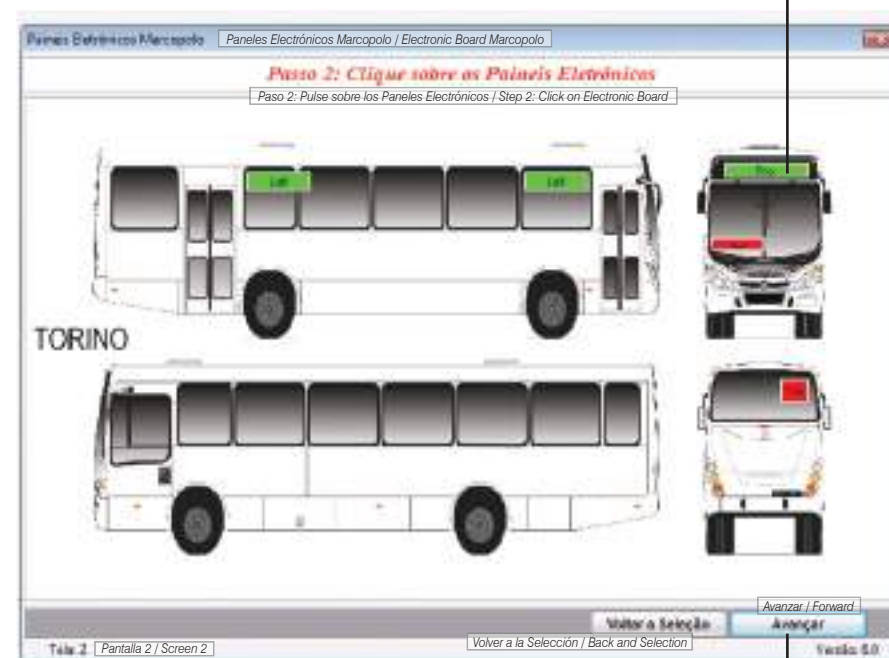 Paineis Eletrônicos Marcopolo
Paneles Electrónicos Marcopolo / Electronic Board Marcopolo
Passo 2: Clique sobre os Paineis Eletrônicos
Paso 2: Pulse sobre los Paneles Electrónicos / Step 2: Click on Electronic Board
TORINO
Avanzar / Forward
Voltar a Seleção
Avançar
Volver a la Selección / Back and Selection
Tela: 2
Pantalla 2 / Screen 2
Versão: 6.0